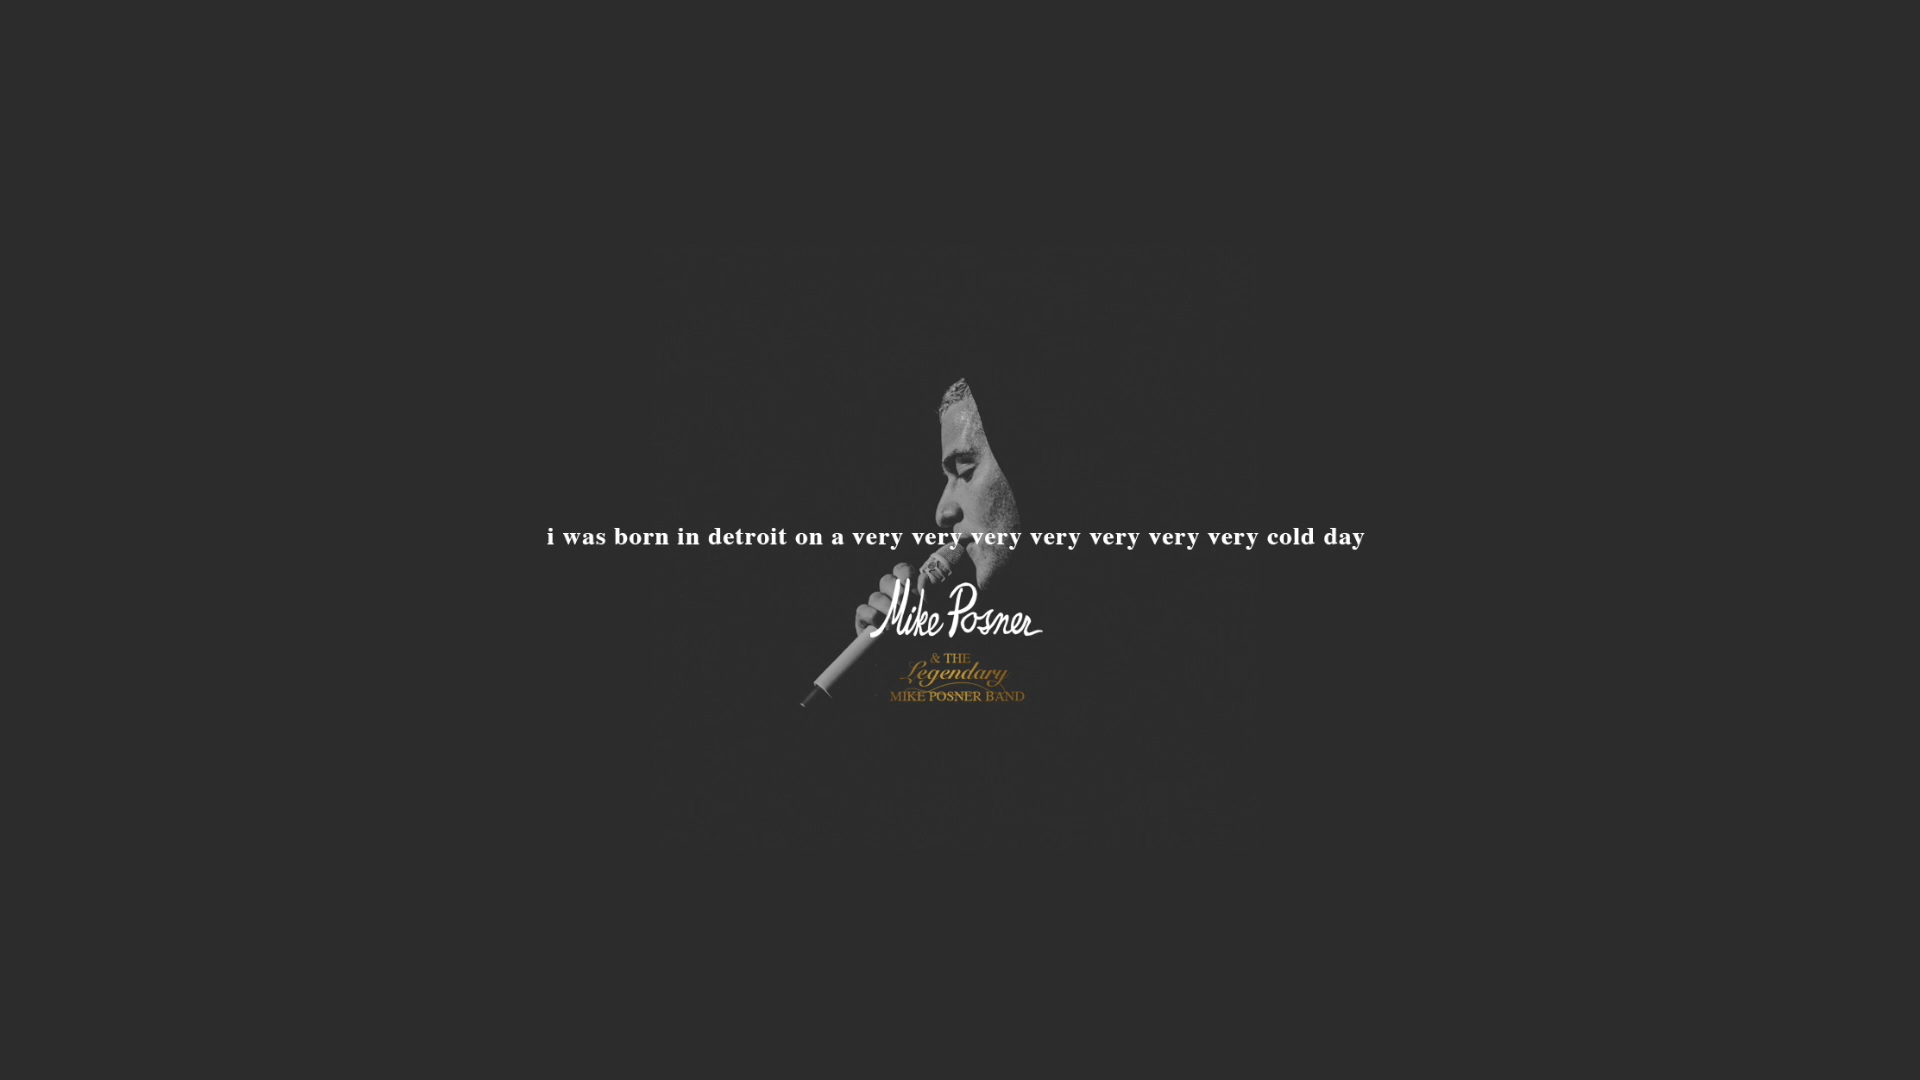 i was born in detroit on a very very very very very very very cold day
Mike Posner
& THE
Legendary
MIKE POSNER BAND